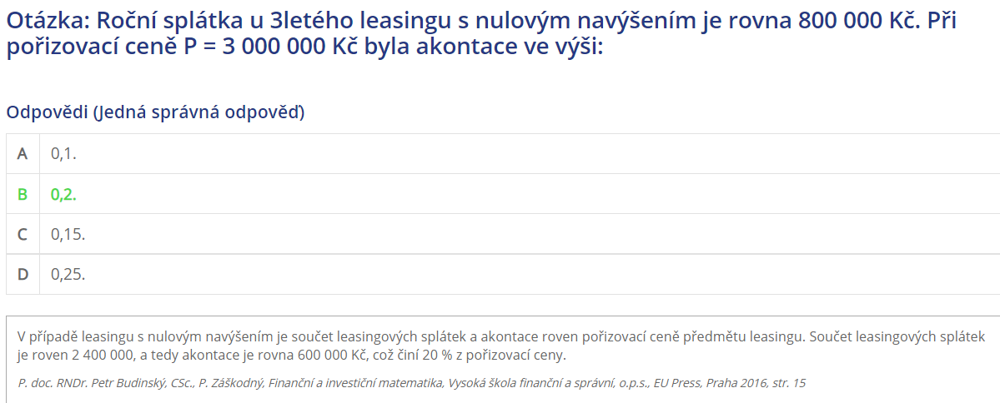 Otázka: Roční splátka u 3letého leasingu s nulovým navýšením je rovna 800 000 Kč. Při
pořizovací ceně P = 3 000 000 Kč byla akontace ve výši:
Odpovědi (Jedná správná odpověď)
A 0,1.
B 0,2.
C 0,15.
D 0,25.
V případě leasingu s nulovým navýšením je součet leasingových splátek a akontace roven pořizovací ceně předmětu leasingu. Součet leasingových splátek
je roven 2 400 000, a tedy akontace je rovna 600 000 Kč, což činí 20 % z pořizovací ceny.
P. doc. RNDr. Petr Budinský, CSc., P. Záškodný, Finanční a investiční matematika, Vysoká škola finanční a správní, o.p.s., EU Press, Praha 2016, str. 15